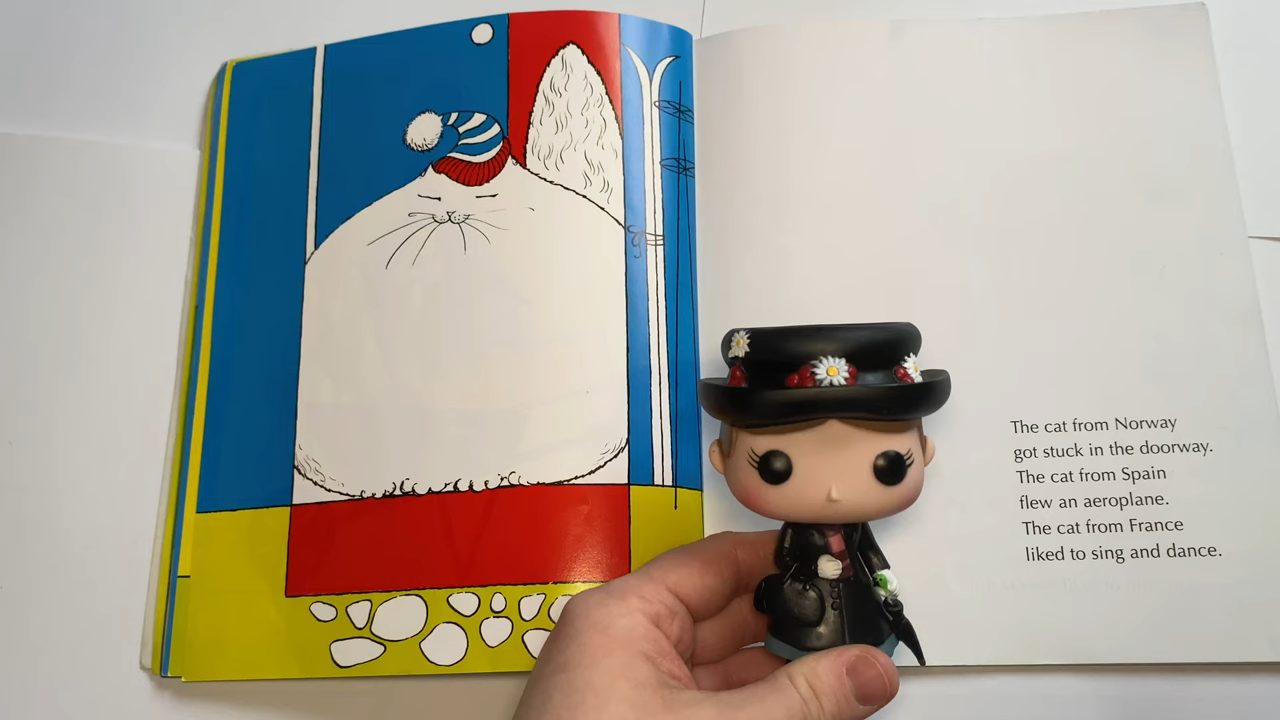 The cat from Norway
got stuck in the doorway.
The cat from Spain
flew an aeroplane.
The cat from France
liked to sing and dance.